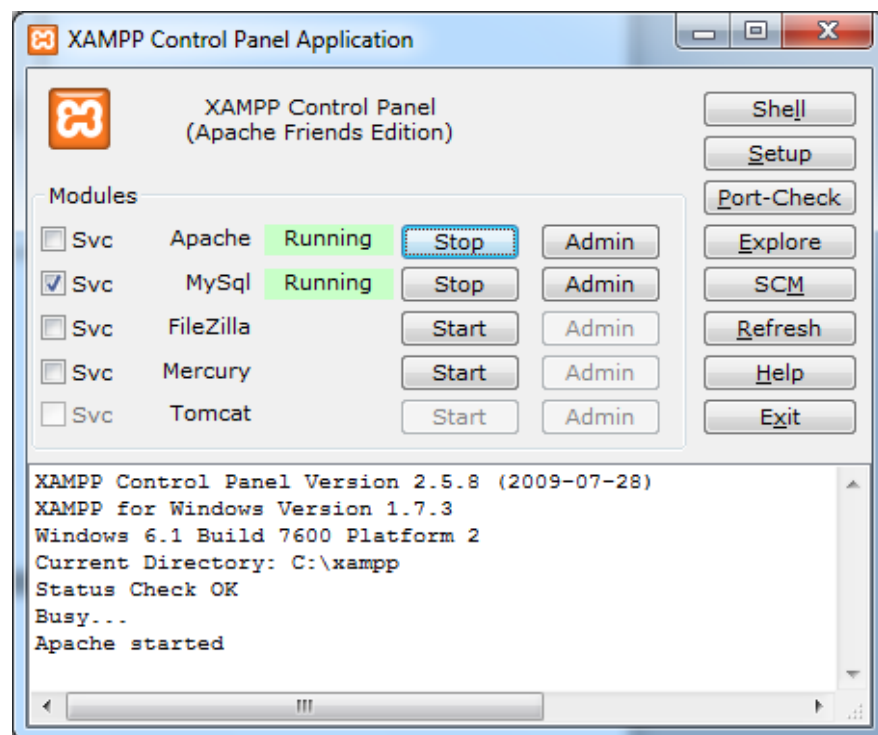 XAMPP Control Panel Application
XAMPP Control Panel
(Apache Friends Edition)
Shell
Setup
Port-Check
Explore
SCM
Refresh
Help
Exit
Modules
Svc Apache Running Stop Admin
Svc MySql Running Stop Admin
Svc FileZilla Start Admin
Svc Mercury Start Admin
Svc Tomcat Start Admin
XAMPP Control Panel Version 2.5.8 (2009-07-28)
XAMPP for Windows Version 1.7.3
Windows 6.1 Build 7600 Platform 2
Current Directory: C:\xampp
Status Check OK
Busy...
Apache started